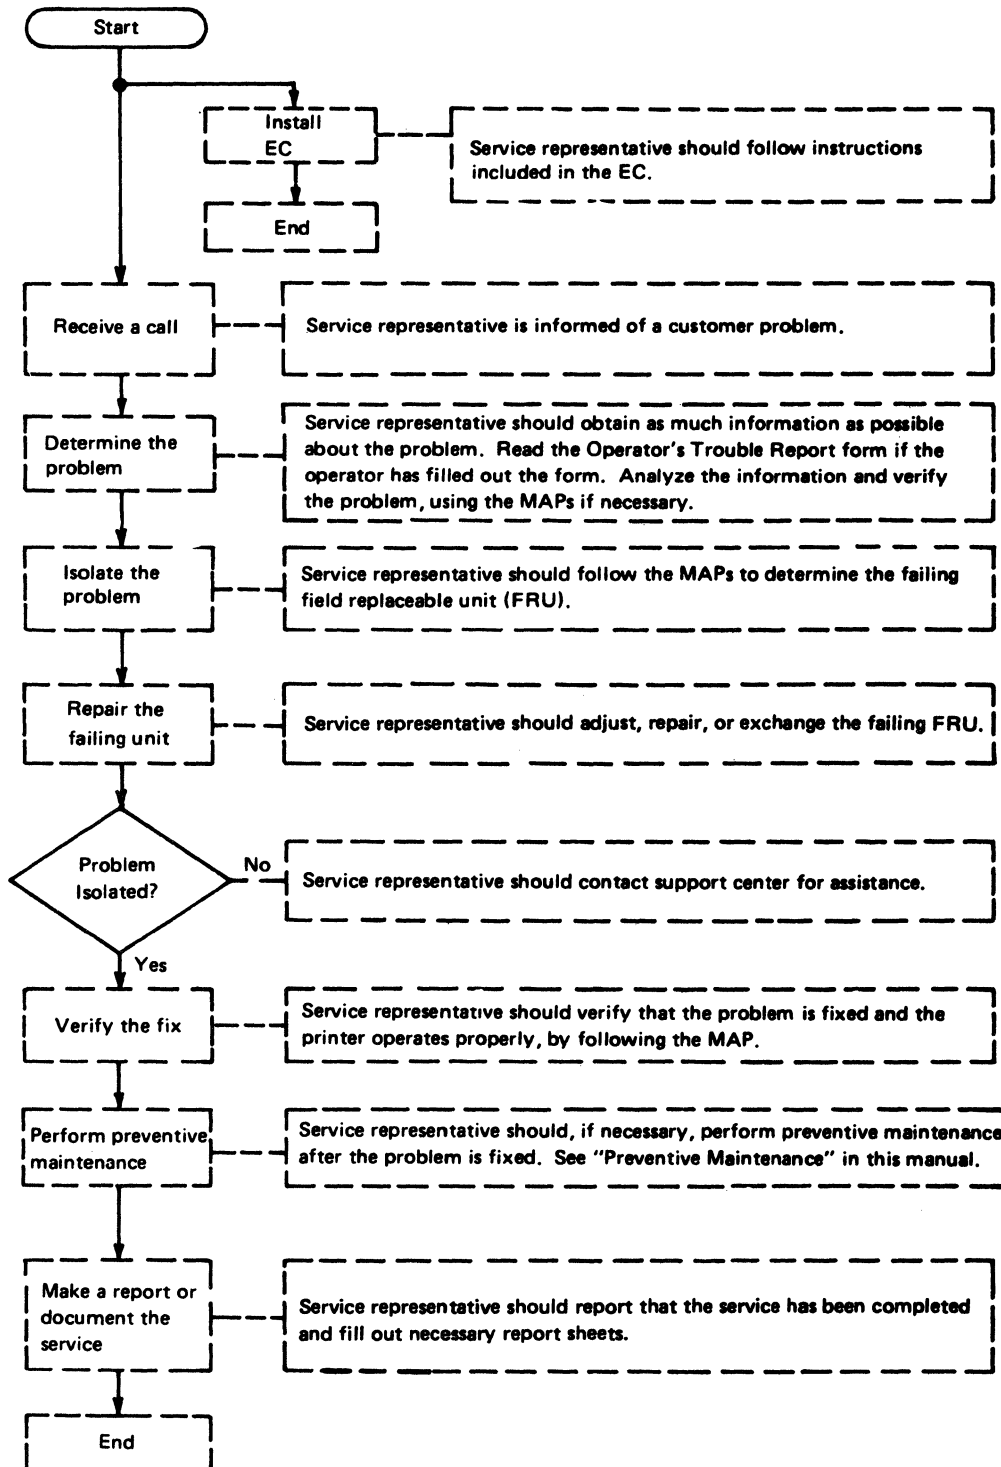 Start
Install
EC
Service representative should follow instructions
included in the EC.
End
Receive a call
Service representative is informed of a customer problem.
Determine the
problem
Service representative should obtain as much information as possible
about the problem. Read the Operator's Trouble Report form if the
operator has filled out the form. Analyze the information and verify
the problem, using the MAPs if necessary.
Isolate the
problem
Service representative should follow the MAPs to determine the failing
field replaceable unit (FRU).
Repair the
failing unit
Service representative should adjust, repair, or exchange the failing FRU.
Problem
Isolated?
No
Service representative should contact support center for assistance.
Yes
Verify the fix
Service representative should verify that the problem is fixed and the
printer operates properly, by following the MAP.
Perform preventive
maintenance
Service representative should, if necessary, perform preventive maintenance
after the problem is fixed. See "Preventive Maintenance" in this manual.
Make a report or
document the
service
Service representative should report that the service has been completed
and fill out necessary report sheets.
End